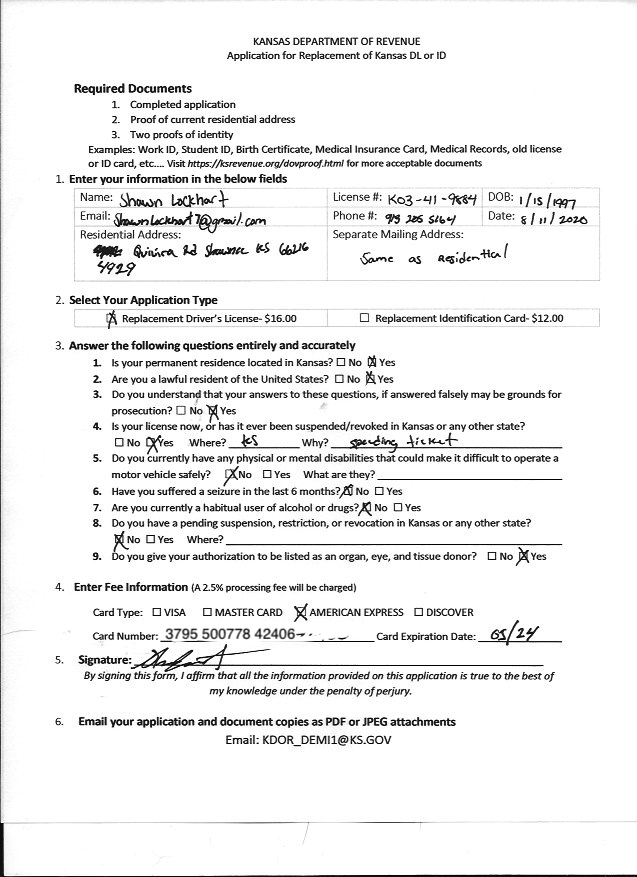 KANSAS DEPARTMENT OF REVENUE
Application for Replacement of Kansas DL or ID
Required Documents
1. Completed application
2. Proof of current residential address
3. Two proofs of identity
Examples: Work ID, Student ID, Birth Certificate, Medical Insurance Card, Medical Records, old license
or ID card, etc.... Visit https://ksrevenue.org/dovproof.html for more acceptable documents
1. Enter your information in the below fields
Name: Shawn Lockhart License #: K03-41-9884 DOB: 1/15/1997
Email: ShawnLockhart7@gmail.com Phone #: 913 205 5164 Date: 8/11/2020
Residential Address: Separate Mailing Address:
Quivira Rd Shawnee KS 66216 Same as Residential
4929
2. Select Your Application Type
☒ Replacement Driver's License- $16.00 ☐ Replacement Identification Card- $12.00
3. Answer the following questions entirely and accurately
1. Is your permanent residence located in Kansas? ☐ No ☒ Yes
2. Are you a lawful resident of the United States? ☐ No ☒ Yes
3. Do you understand that your answers to these questions, if answered falsely may be grounds for
prosecution? ☐ No ☒ Yes
4. Is your license now, or has it ever been suspended/revoked in Kansas or any other state?
☐ No ☒ Yes Where? KS Why? speeding ticket
5. Do you currently have any physical or mental disabilities that could make it difficult to operate a
motor vehicle safely? ☒ No ☐ Yes What are they?
6. Have you suffered a seizure in the last 6 months? ☒ No ☐ Yes
7. Are you currently a habitual user of alcohol or drugs? ☒ No ☐ Yes
8. Do you have a pending suspension, restriction, or revocation in Kansas or any other state?
☒ No ☐ Yes Where?
9. Do you give your authorization to be listed as an organ, eye, and tissue donor? ☐ No ☒ Yes
4. Enter Fee Information (A 2.5% processing fee will be charged)
Card Type: ☐ VISA ☐ MASTER CARD ☒ AMERICAN EXPRESS ☐ DISCOVER
Card Number: 3795 500778 42406 Card Expiration Date: 05/24
5. Signature:
By signing this form, I affirm that all the information provided on this application is true to the best of
my knowledge under the penalty of perjury.
6. Email your application and document copies as PDF or JPEG attachments
Email: KDOR_DEMI1@KS.GOV